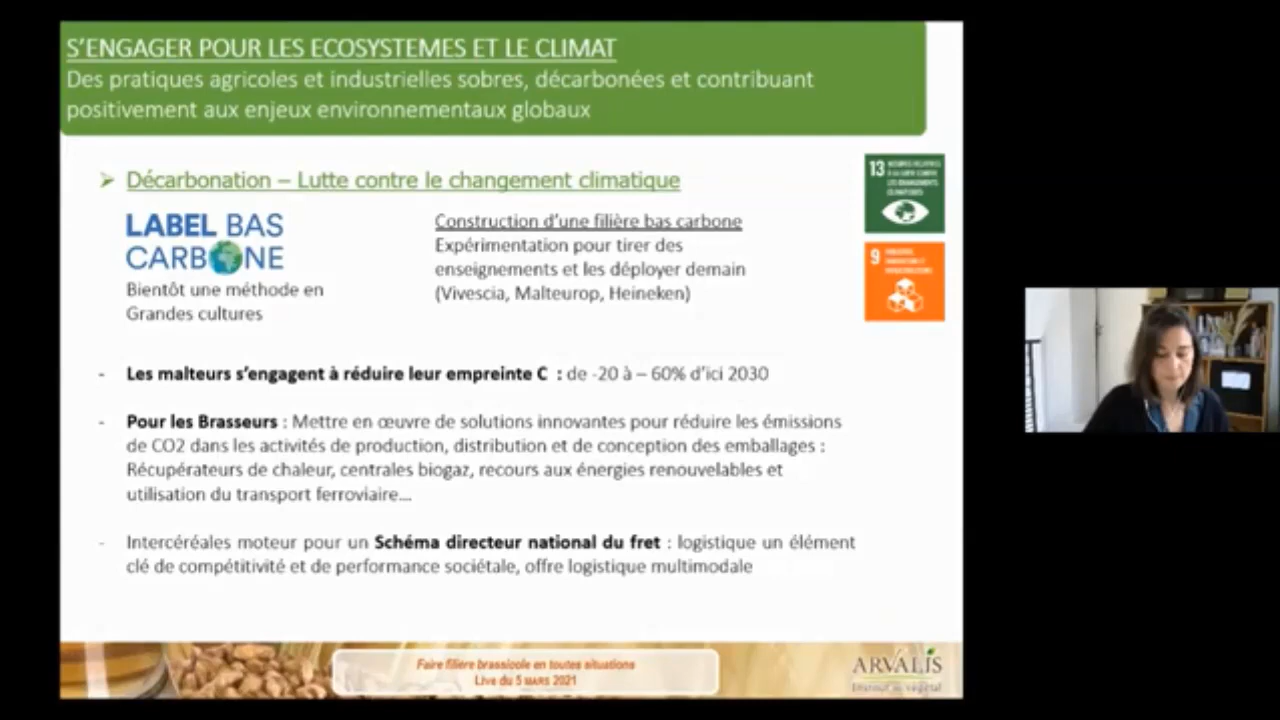 S'ENGAGER POUR LES ECOSYSTEMES ET LE CLIMAT
Des pratiques agricoles et industrielles sobres, décarbonées et contribuant
positivement aux enjeux environnementaux globaux
➤ Décarbonation – Lutte contre le changement climatique
LABEL BAS
CARBONE
Bientôt une méthode en
Grandes cultures
Construction d'une filière bas carbone
Expérimentation pour tirer des
enseignements et les déployer demain
(Vivescia, Malteurop, Heineken)
13
9
- Les malteurs s'engagent à réduire leur empreinte C : de -20 à – 60% d'ici 2030
- Pour les Brasseurs : Mettre en œuvre de solutions innovantes pour réduire les émissions
de CO2 dans les activités de production, distribution et de conception des emballages :
Récupérateurs de chaleur, centrales biogaz, recours aux énergies renouvelables et
utilisation du transport ferroviaire...
- Intercéréales moteur pour un Schéma directeur national du fret : logistique un élément
clé de compétitivité et de performance sociétale, offre logistique multimodale
Faire filière brassicole en toutes situations
Live du 5 MARS 2021
ARVALIS
Institut du végétal